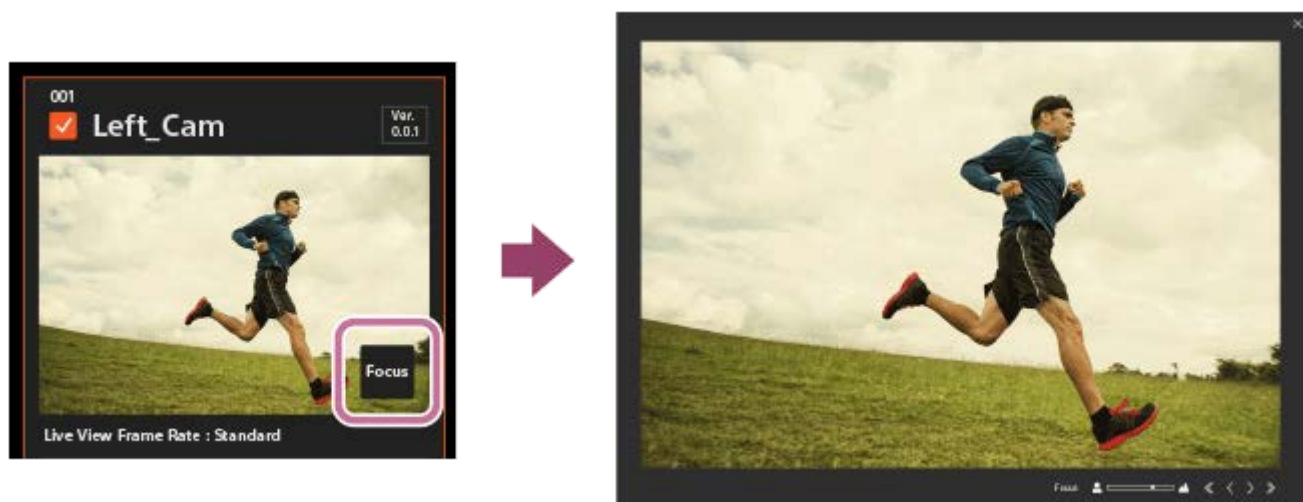 001
Left_Cam
Ver.
0.0.1
Focus
Live View Frame Rate : Standard
Focus